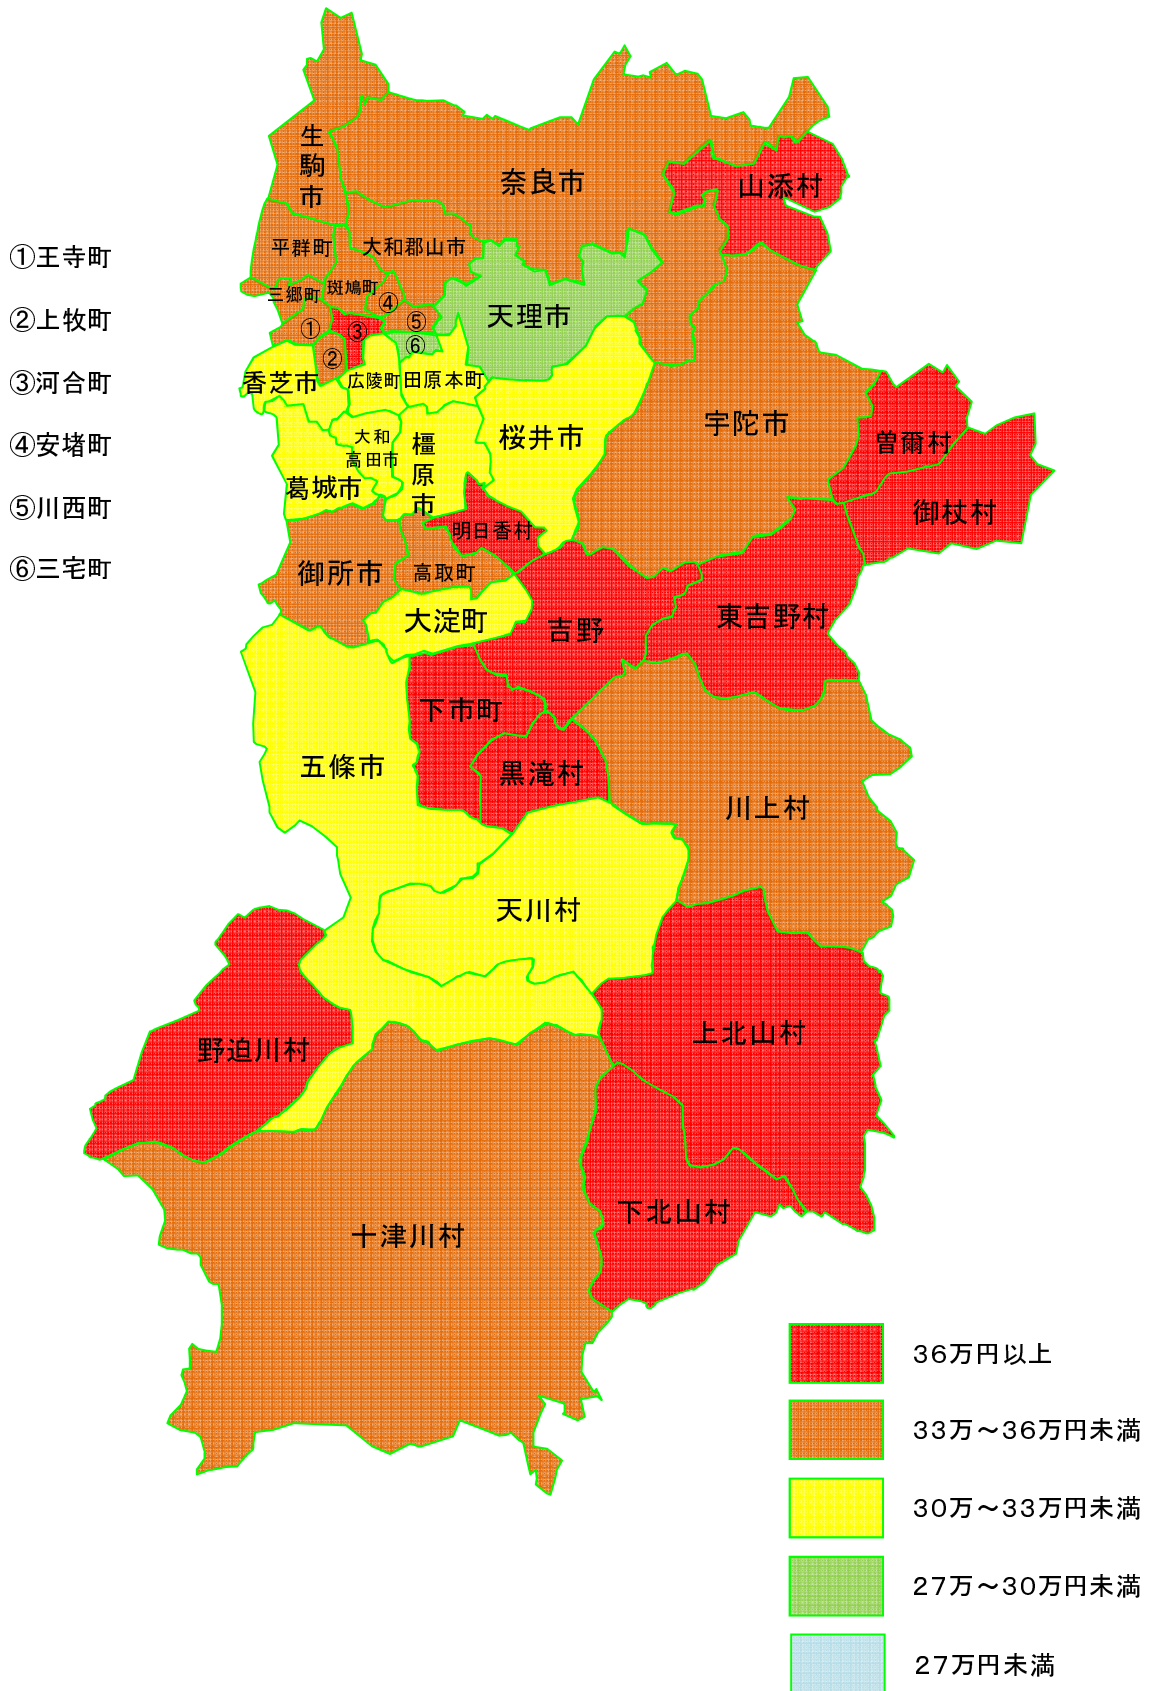 生駒市
奈良市
山添村
平群町
大和郡山市
①王寺町
三郷町
斑鳩町
④
天理市
②上牧町
①
③
⑤
⑥
②
③河合町
香芝市
広陵町
田原本町
宇陀市
④安堵町
大和
高田市
橿原市
桜井市
曽爾村
葛城市
⑤川西町
明日香村
御杖村
⑥三宅町
御所市
高取町
大淀町
吉野
東吉野村
下市町
五條市
黒滝村
川上村
天川村
野迫川村
上北山村
下北山村
十津川村
36万円以上
33万～36万円未満
30万～33万円未満
27万～30万円未満
27万円未満